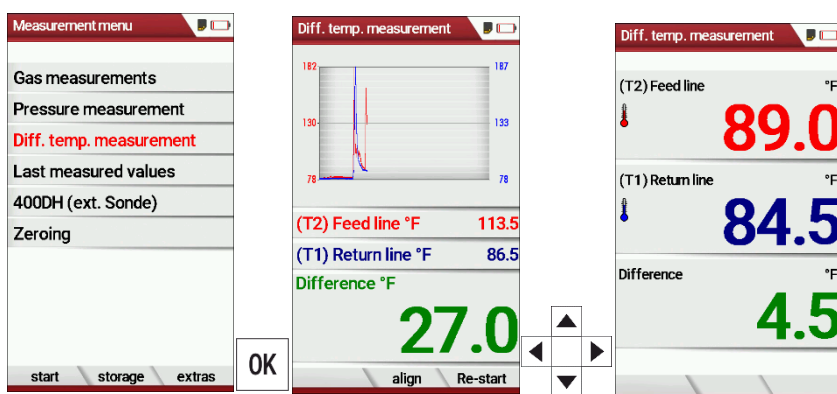 Measurement menu
Gas measurements
Pressure measurement
Diff. temp. measurement
Last measured values
400DH (ext. Sonde)
Zeroing
start storage extras
OK
Diff. temp. measurement
182 187
130 133
78 78
(T2) Feed line °F 113.5
(T1) Return line °F 86.5
Difference °F
27.0
align Re-start
Diff. temp. measurement
(T2) Feed line °F
89.0
(T1) Return line °F
84.5
Difference °F
4.5